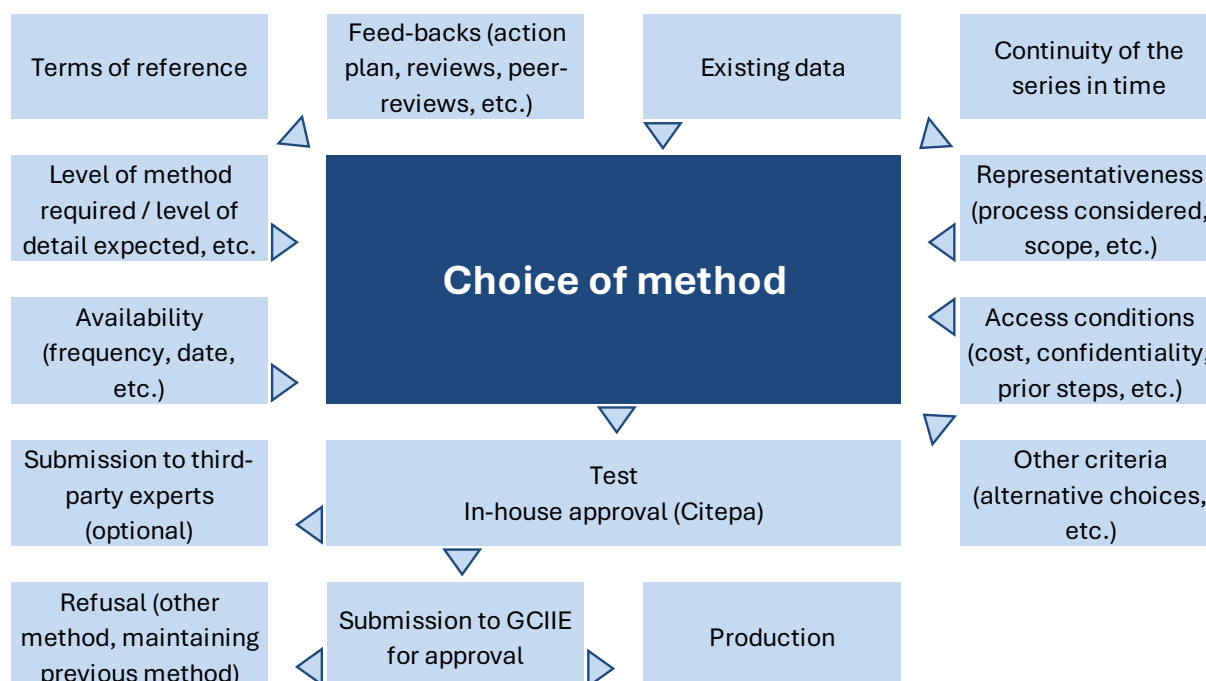 Terms of reference
Feed-backs (action
plan, reviews, peer-
reviews, etc.)
Existing data
Continuity of the
series in time
Level of method
required / level of
detail expected, etc.
Choice of method
Representativeness
(process considered,
scope, etc.)
Availability
(frequency, date,
etc.)
Access conditions
(cost, confidentiality,
prior steps, etc.)
Submission to third-
party experts
(optional)
Test
In-house approval (Citepa)
Other criteria
(alternative choices,
etc.)
Refusal (other
method, maintaining
previous method)
Submission to GCIIE
for approval
Production